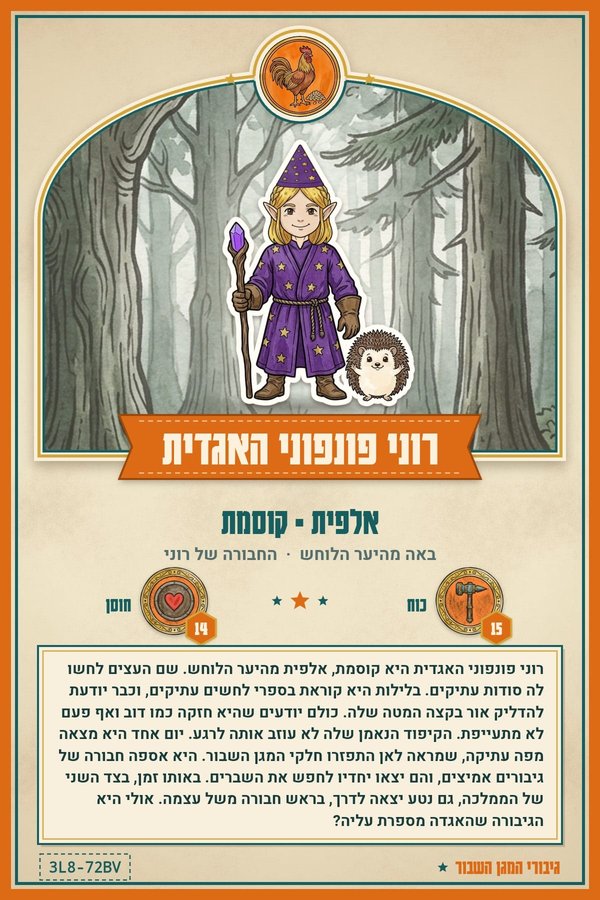 רוני פונפוני האגדית
אלפית • קוסמת
באה מהיער הלוחש · החבורה של רוני
כוח
15
חוסן
14
רוני פונפוני האגדית היא קוסמת, אלפית מהיער הלוחש. שם העצים לחשו
לה סודות עתיקים. בלילות היא קוראת בספרי לחשים עתיקים, וכבר יודעת
להדליק אור בקצה המטה שלה. כולם יודעים שהיא חזקה כמו דוב ואף פעם
לא מתעייפת. הקיפוד הנאמן שלה לא עוזב אותה לרגע. יום אחד היא מצאה
מפה עתיקה, שמראה לאן התפזרו חלקי המגן השבור. היא אספה חבורה של
גיבורים אמיצים, והם יצאו יחדיו לחפש את השברים. באותו זמן, בצד השני
של הממלכה, גם נטע יצאה לדרך, בראש חבורה משל עצמה. אולי היא
הגיבורה שהאגדה מספרת עליה?
גיבורי המגן השבור
3L8-72BV